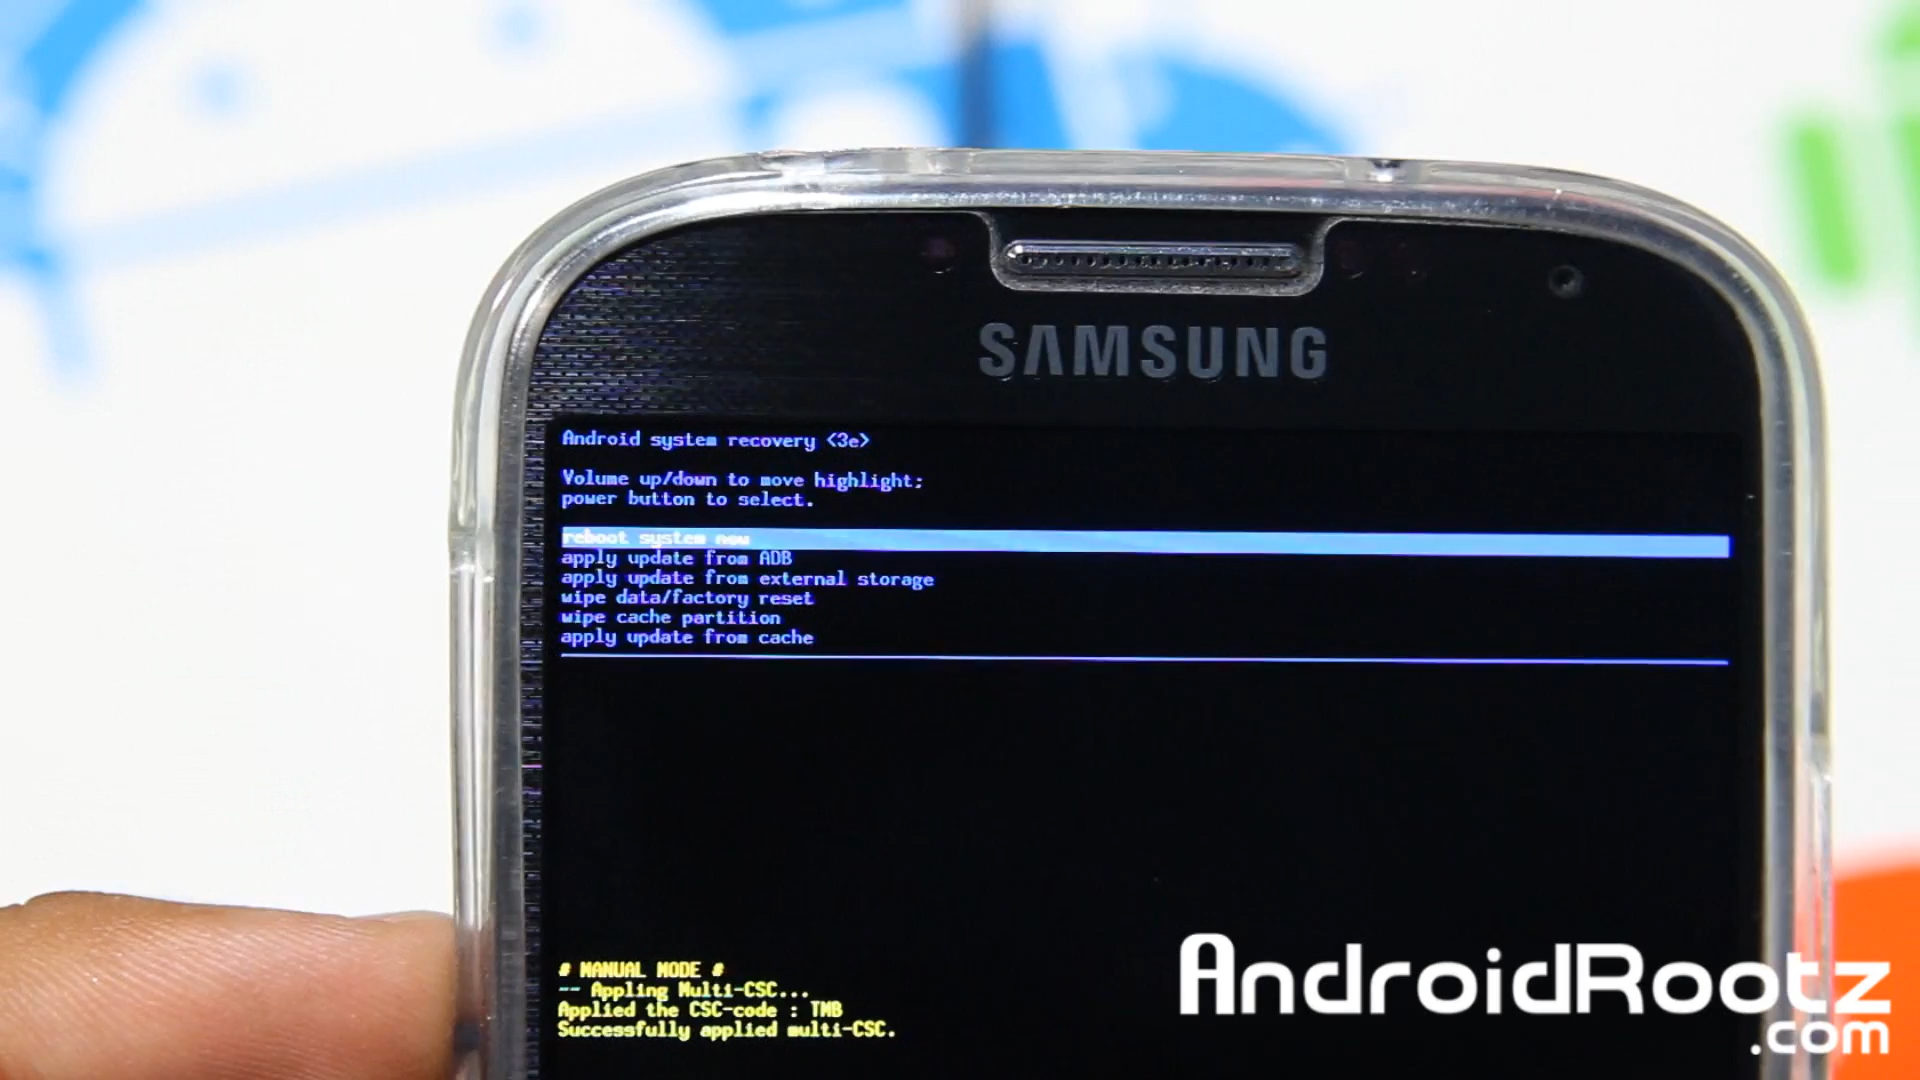 SAMSUNG
Android system recovery <3e>
Volume up/down to move highlight;
power button to select.
reboot system now
apply update from ADB
apply update from external storage
wipe data/factory reset
wipe cache partition
apply update from cache
# MANUAL MODE #
-- Appling Multi-CSC...
Applied the CSC-code : TMB
Successfully applied multi-CSC.
AndroidRootz
.com